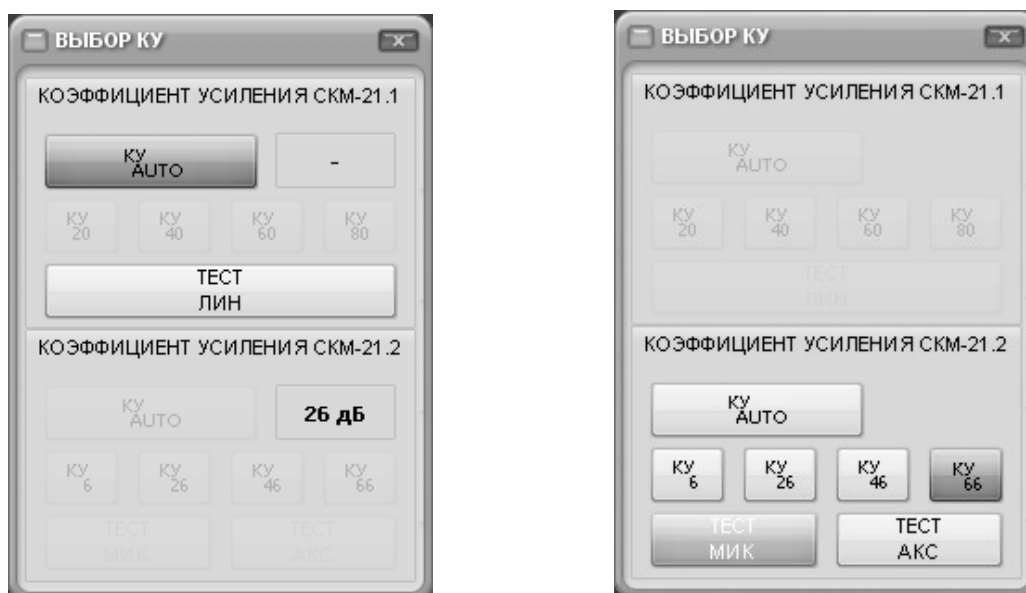 ВЫБОР КУ
КОЭФФИЦИЕНТ УСИЛЕНИЯ СКМ-21.1
КУ AUTO
-
КУ 20 КУ 40 КУ 60 КУ 80
ТЕСТ
ЛИН
КОЭФФИЦИЕНТ УСИЛЕНИЯ СКМ-21.2
КУ AUTO
26 дБ
КУ 6 КУ 26 КУ 46 КУ 66
ТЕСТ ТЕСТ
МИК АКС
ВЫБОР КУ
КОЭФФИЦИЕНТ УСИЛЕНИЯ СКМ-21.1
КУ AUTO
КУ 20 КУ 40 КУ 60 КУ 80
ТЕСТ
ЛИН
КОЭФФИЦИЕНТ УСИЛЕНИЯ СКМ-21.2
КУ AUTO
КУ 6 КУ 26 КУ 46 КУ 66
ТЕСТ ТЕСТ
МИК АКС